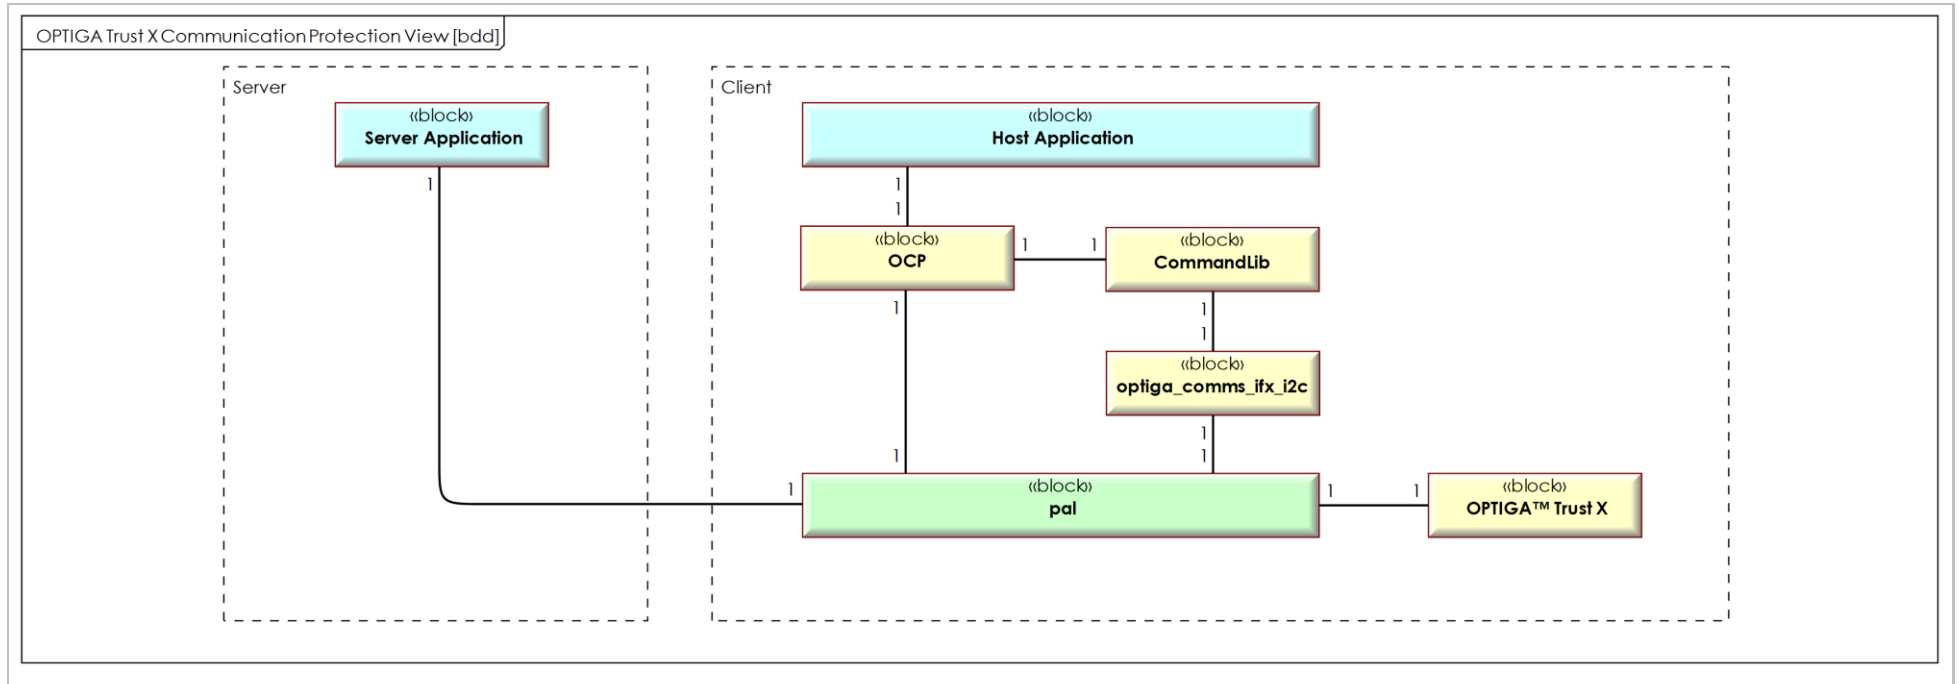 OPTIGA Trust X Communication Protection View [bdd]
Server
Client
«block»
Server Application
«block»
Host Application
1
1
1
«block»
OCP
1
1
«block»
CommandLib
1
1
1
«block»
optiga_comms_ifx_i2c
1
1
1
1
«block»
pal
1
1
«block»
OPTIGA™ Trust X